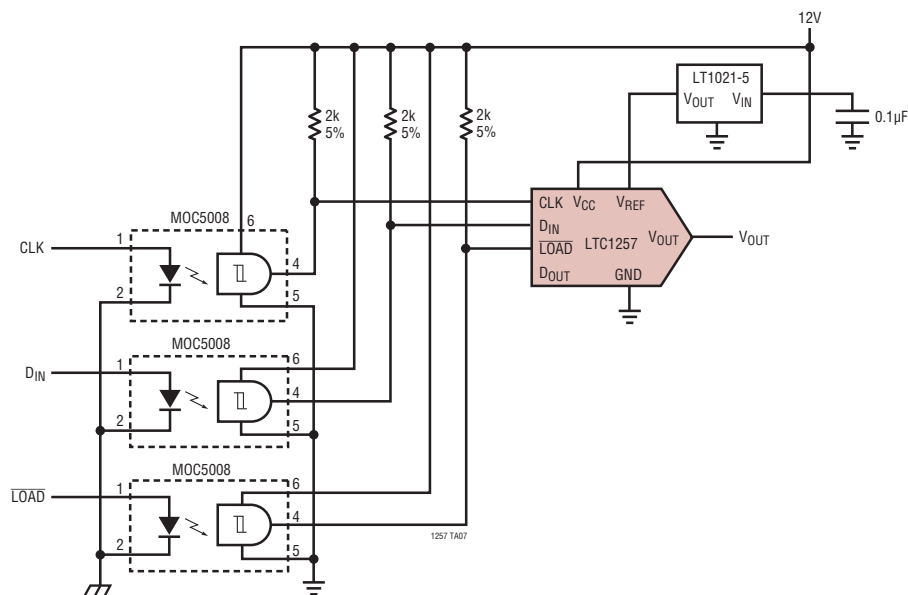 12V
LT1021-5
VOUT VIN
0.1µF
2k
5%
2k
5%
2k
5%
CLK VCC VREF
DIN
LOAD LTC1257 VOUT
DOUT GND
VOUT
MOC5008
6
CLK 1
4
2 5
MOC5008
DIN 1 6
4
2 5
MOC5008
LOAD 1 6
4
2 5
1257 TA07